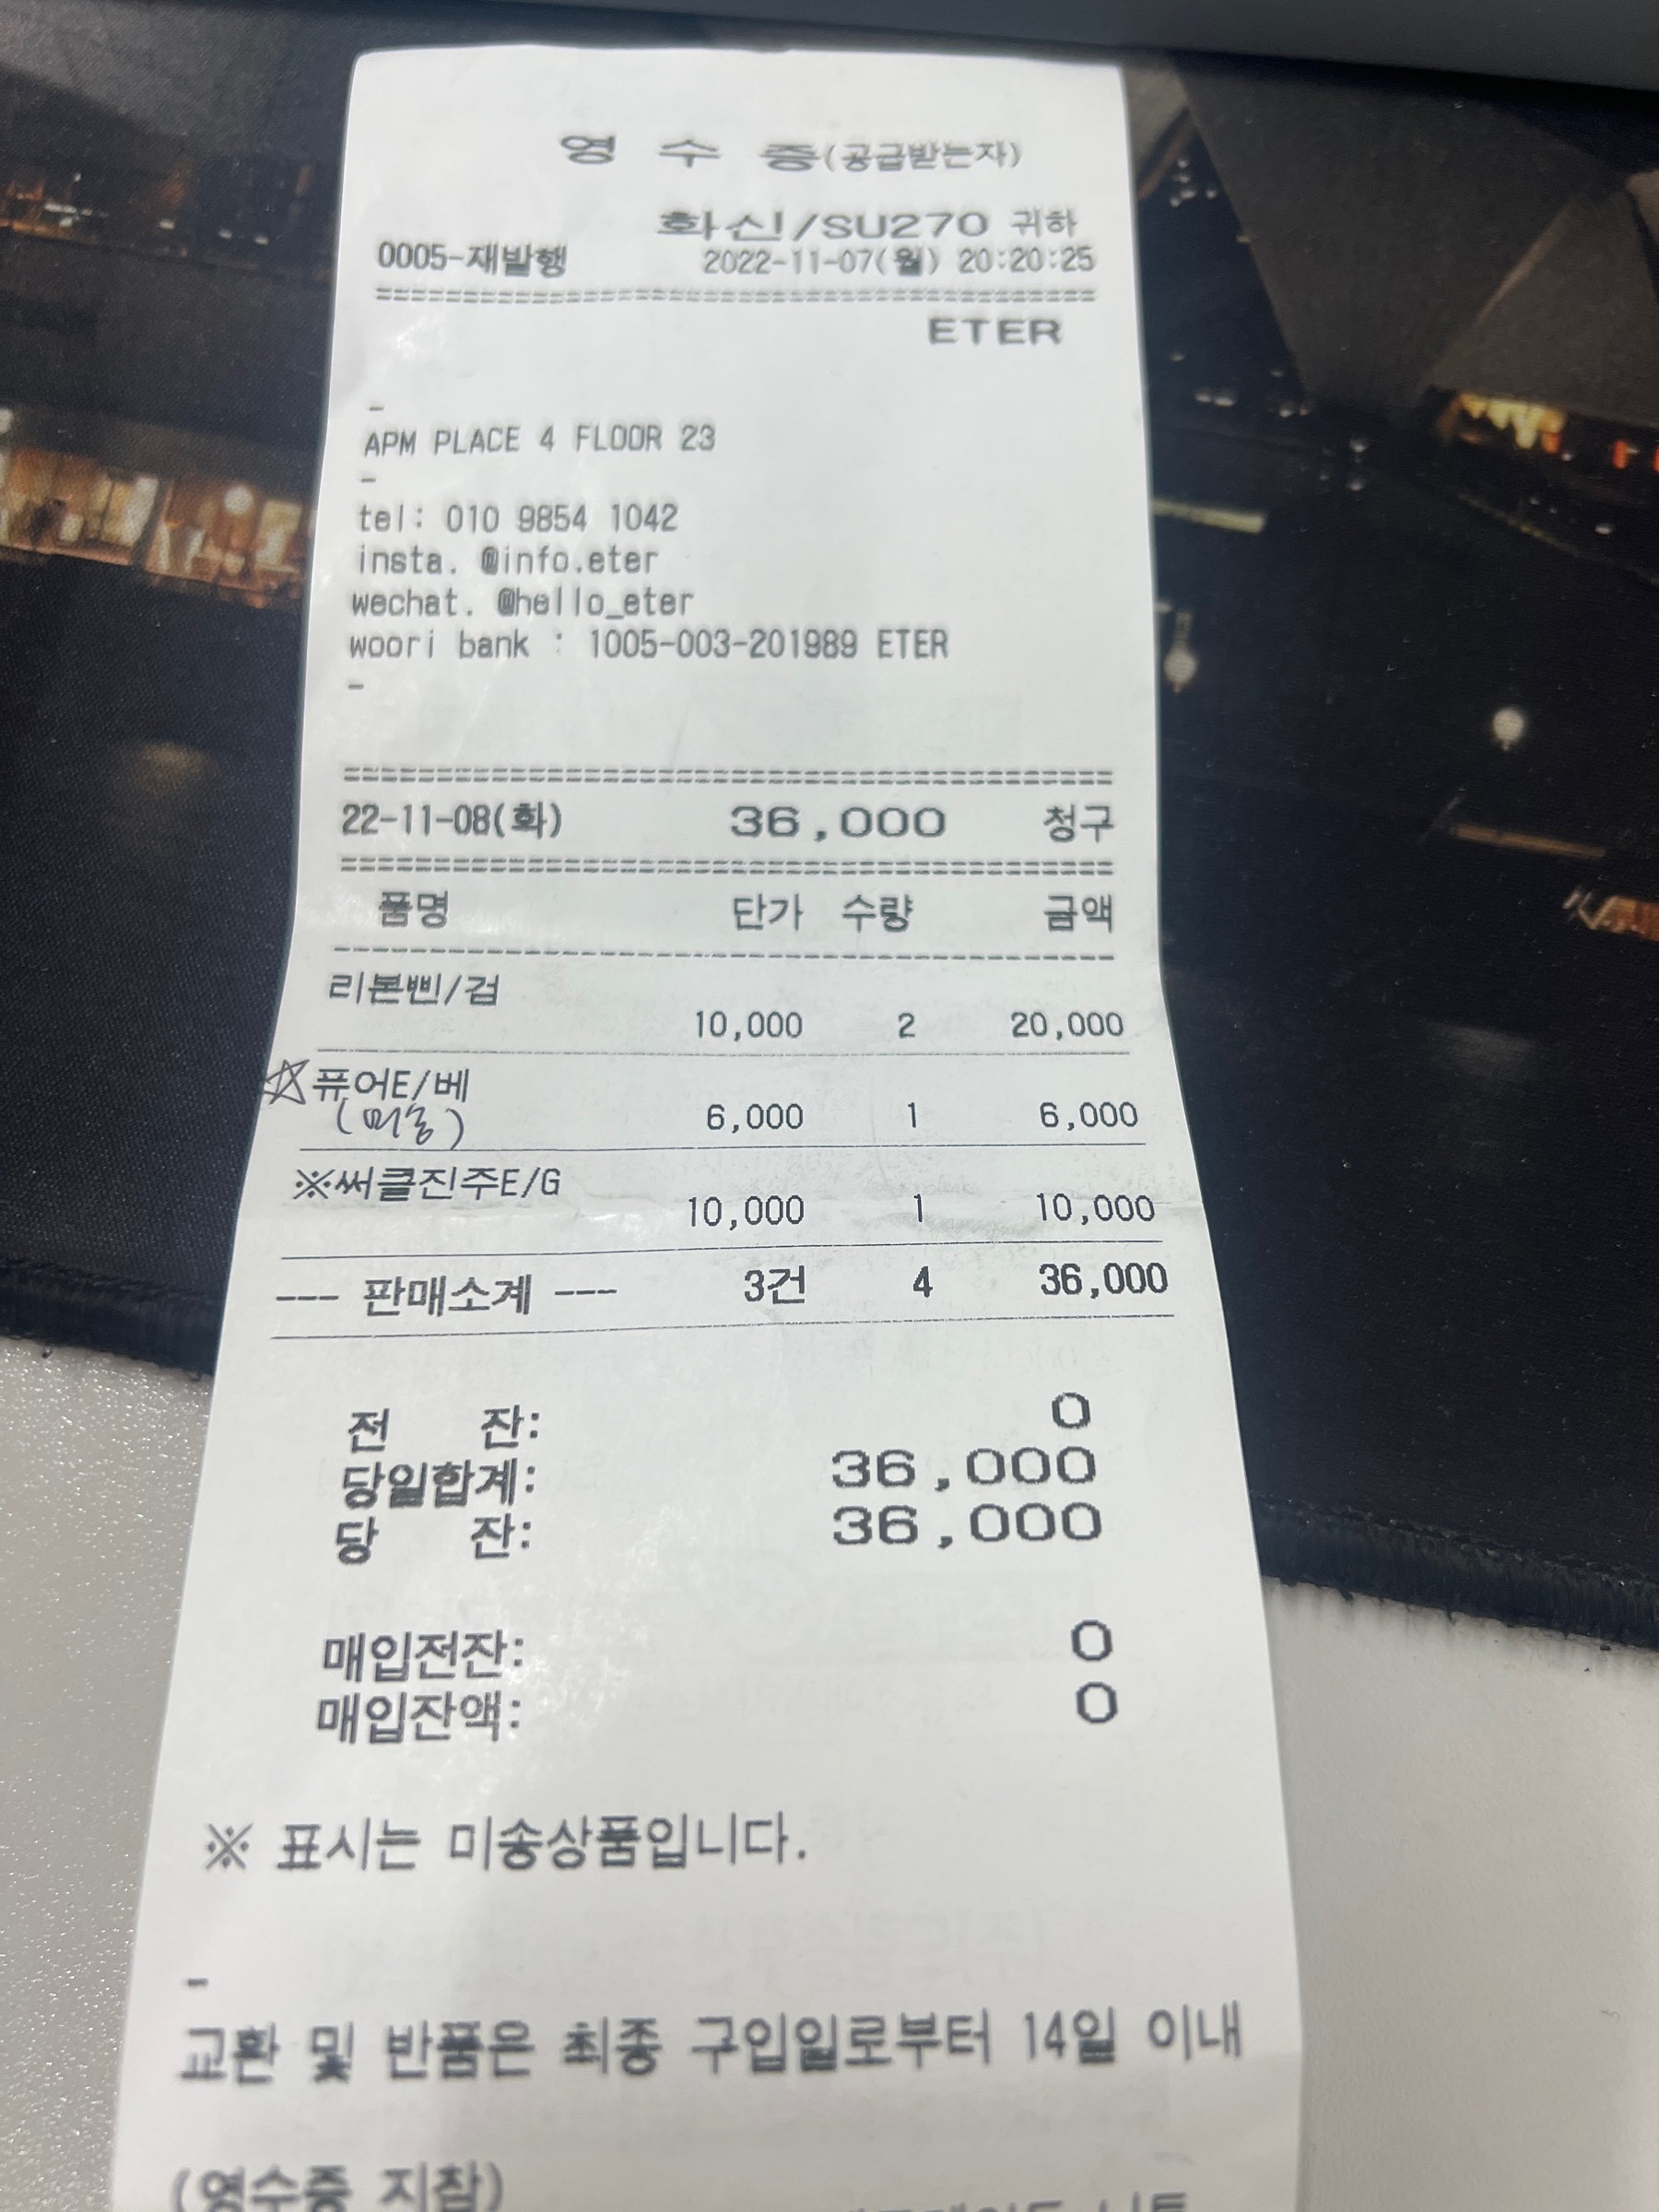 영 수 증(공급받는자)
화신/SU270 귀하
0005-재발행 2022-11-07(월) 20:20:25
========================================
ETER
-
APM PLACE 4 FLOOR 23
-
tel: 010 9854 1042
insta. @info.eter
wechat. @hello_eter
woori bank : 1005-003-201989 ETER
-
========================================
22-11-08(화) 36,000 청구
========================================
품명 단가 수량 금액
----------------------------------------
리본삔/검
10,000 2 20,000
☆퓨어E/베
(미송) 6,000 1 6,000
※써클진주E/G
10,000 1 10,000
--- 판매소계 --- 3건 4 36,000
전 잔: 0
당일합계: 36,000
당 잔: 36,000
매입전잔: 0
매입잔액: 0
※ 표시는 미송상품입니다.
-
교환 및 반품은 최종 구입일로부터 14일 이내
(영수증 지참)